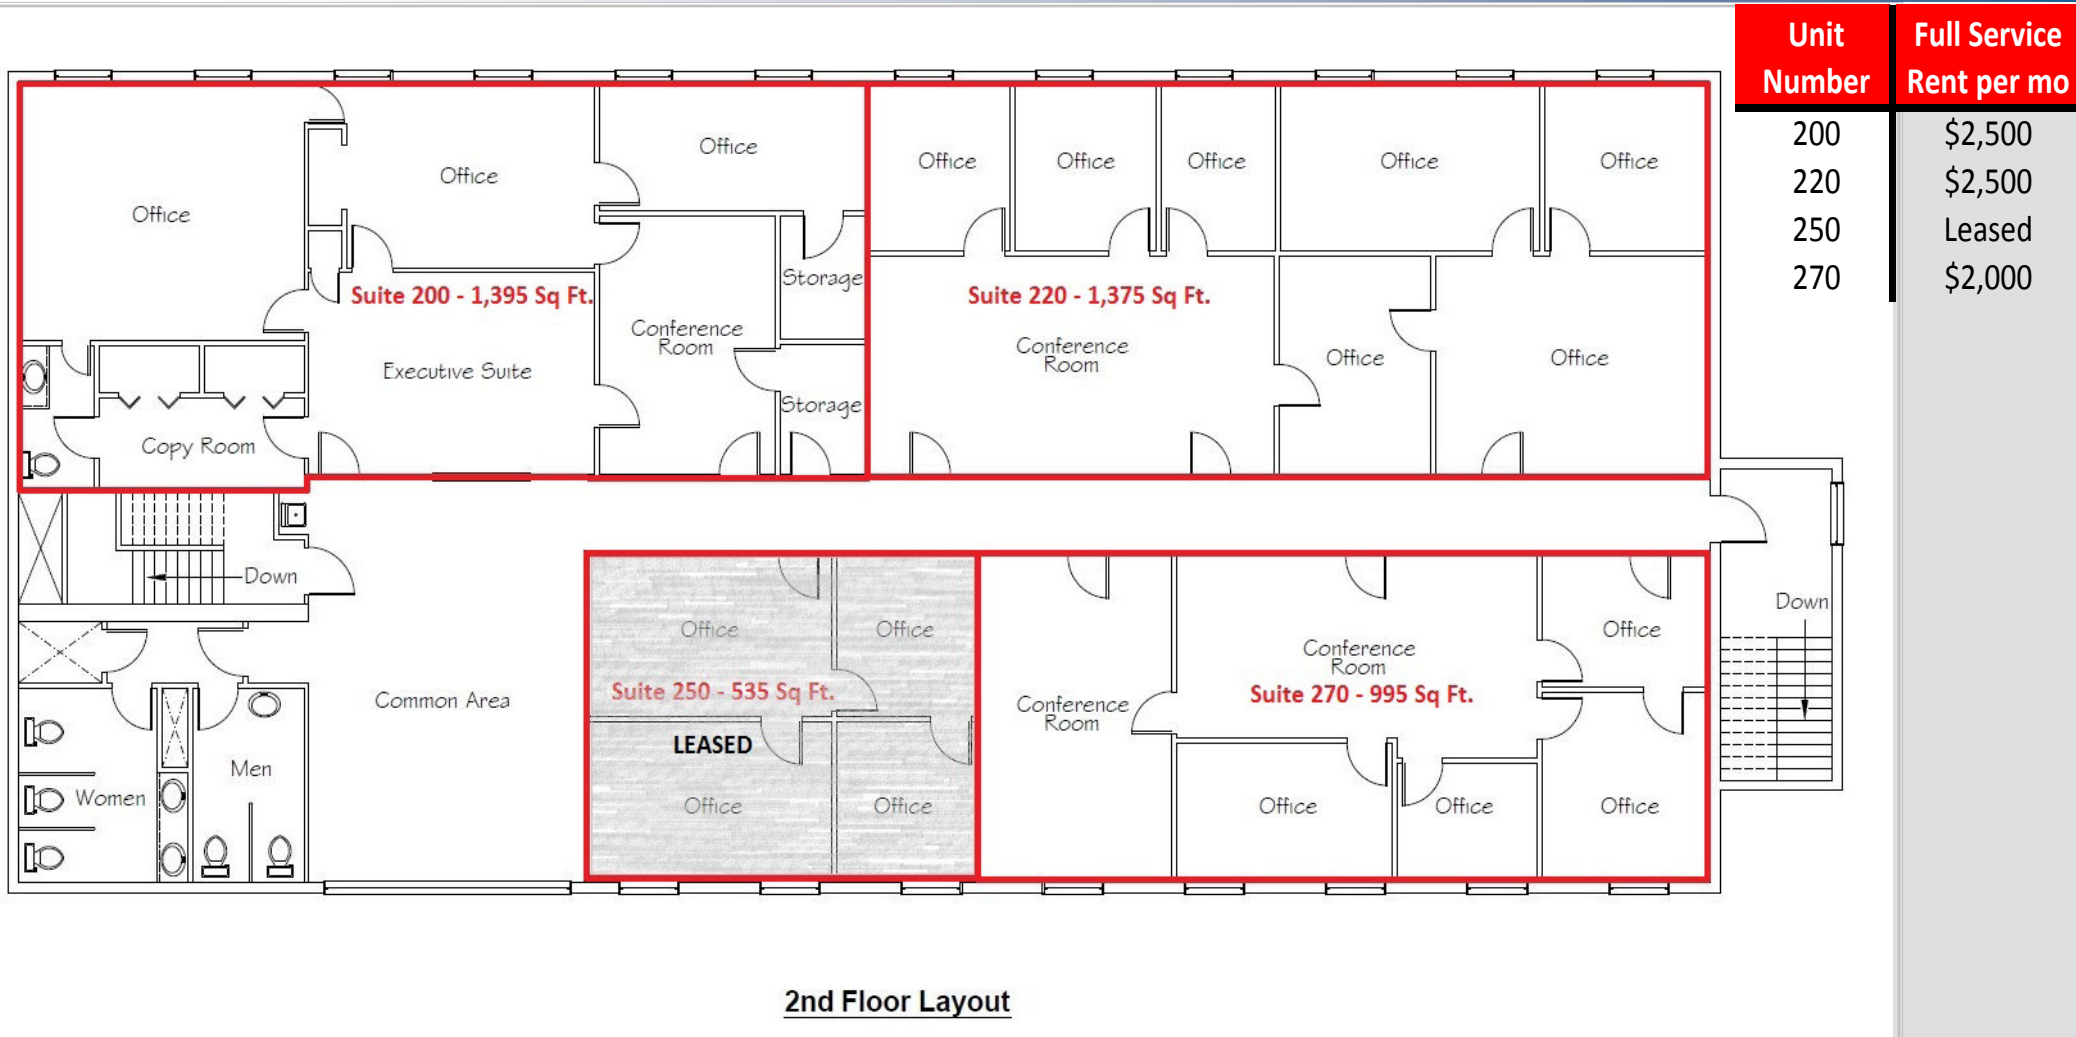 Unit Number
Full Service Rent per mo
200 $2,500
220 $2,500
250 Leased
270 $2,000
Office
Office
Office
Office
Office
Office
Office
Office
Storage
Suite 200 - 1,395 Sq Ft.
Suite 220 - 1,375 Sq Ft.
Conference
Room
Conference
Room
Office
Office
Executive Suite
Storage
Copy Room
Down
Down
Office
Office
Office
Conference
Room
Suite 250 - 535 Sq Ft.
Suite 270 - 995 Sq Ft.
Common Area
Conference
Room
LEASED
Men
Women
Office
Office
Office
Office
Office
2nd Floor Layout